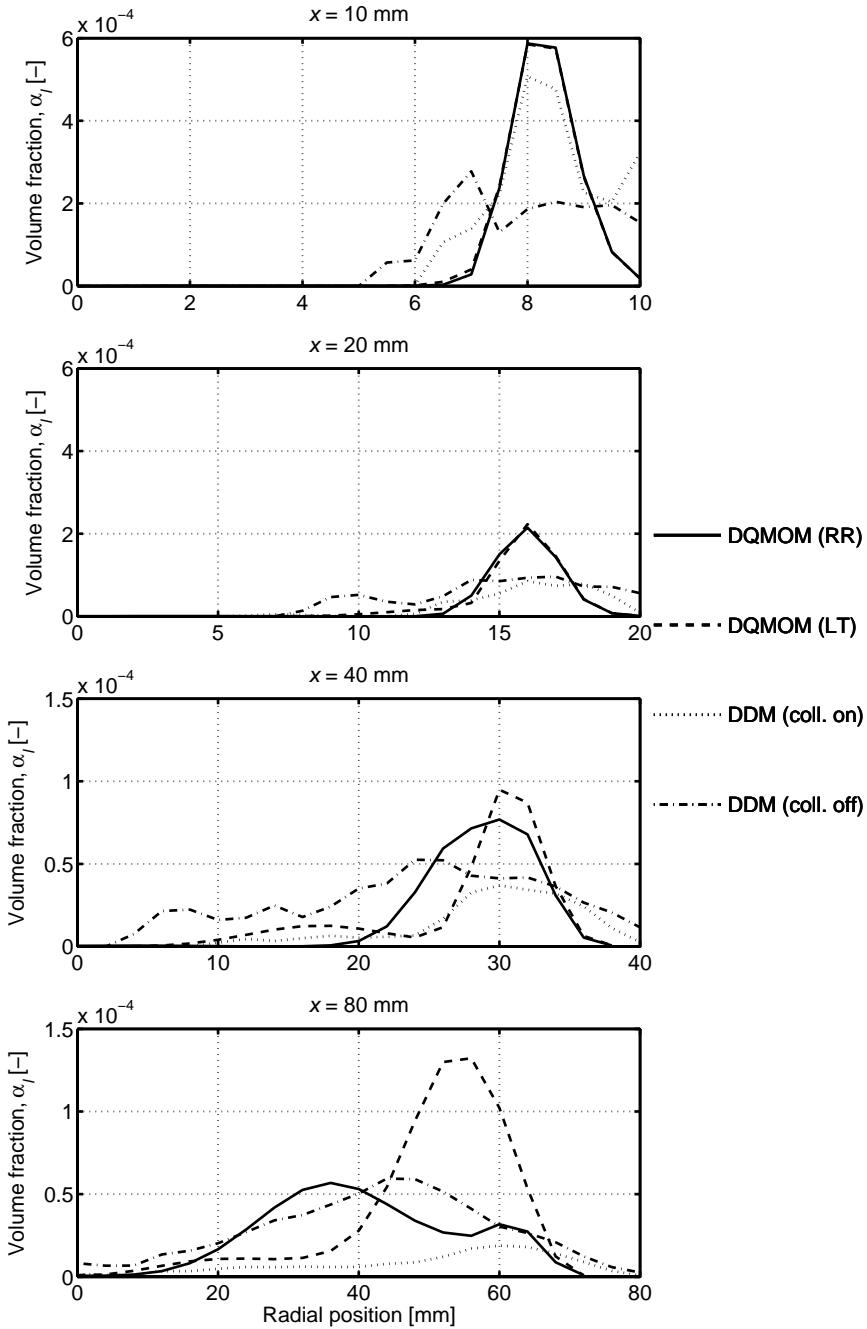 x 10−4
x = 10 mm
Volume fraction, αl [−]
6
4
2
0
0 2 4 6 8 10
x 10−4
x = 20 mm
Volume fraction, αl [−]
6
4
2
0
0 5 10 15 20
DQMOM (RR)
DQMOM (LT)
DDM (coll. on)
DDM (coll. off)
x 10−4
x = 40 mm
Volume fraction, αl [−]
1.5
1
0.5
0
0 10 20 30 40
x 10−4
x = 80 mm
Volume fraction, αl [−]
1.5
1
0.5
0
0 20 40 60 80
Radial position [mm]